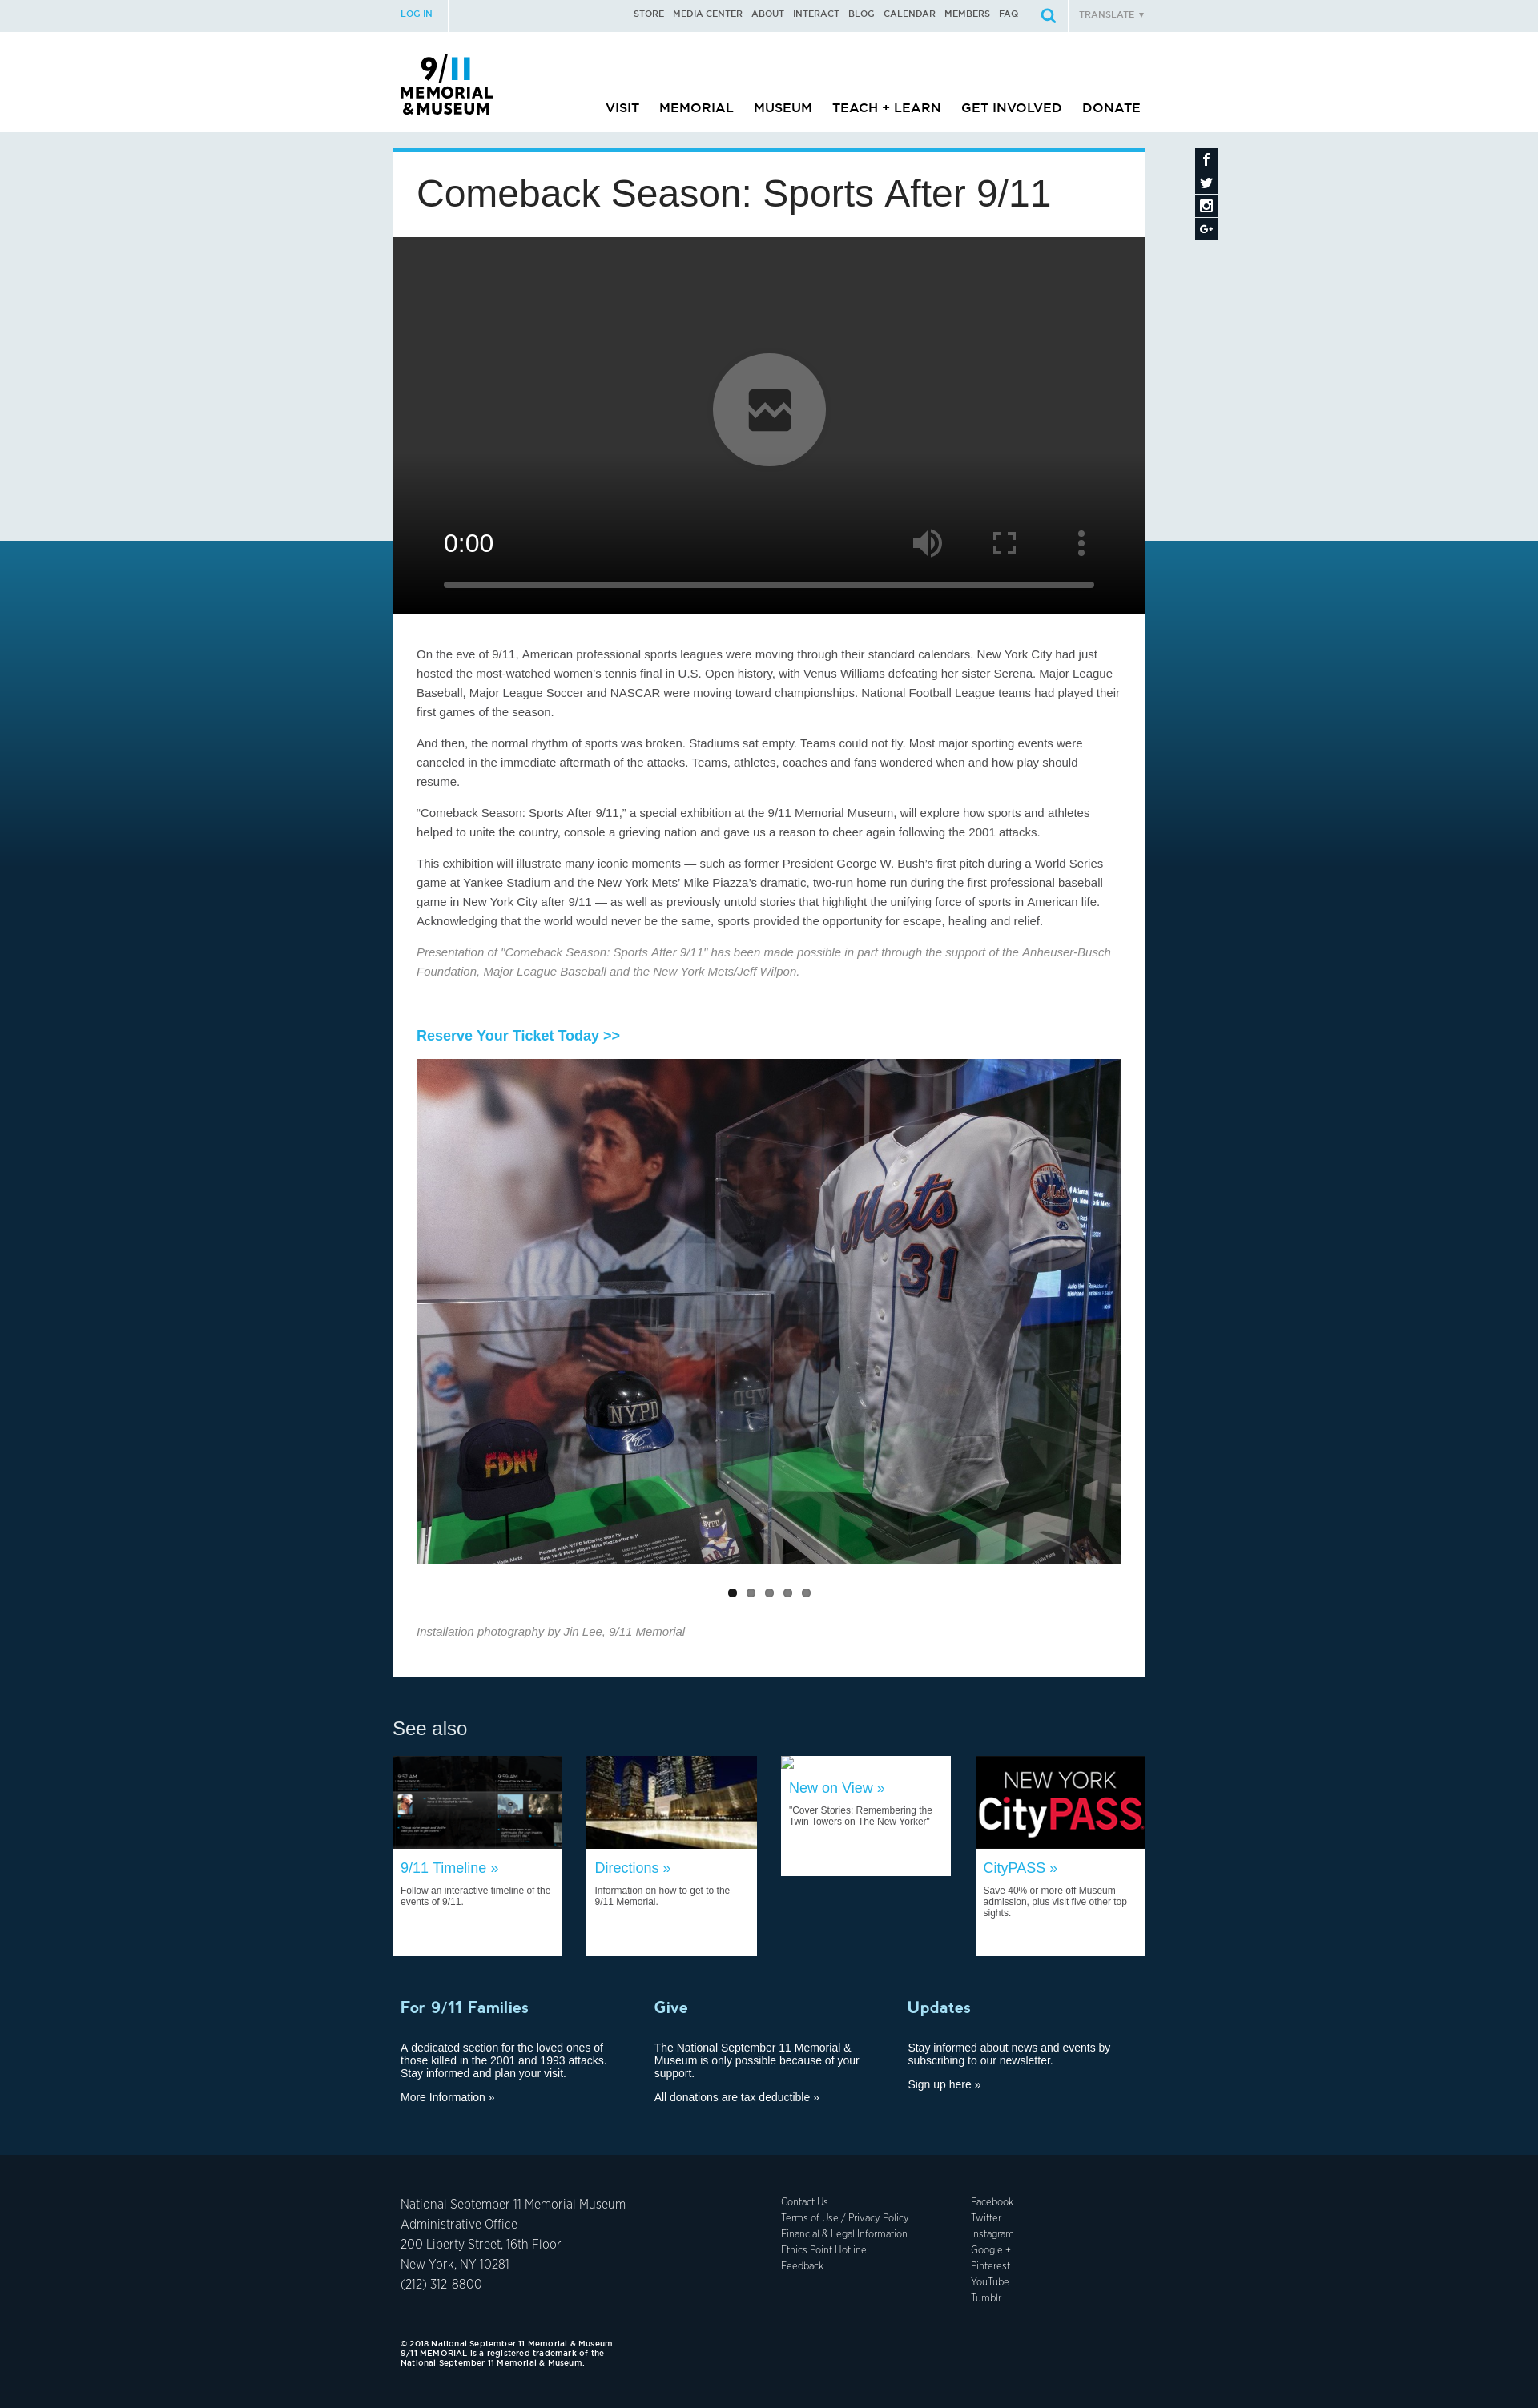 LOG IN
STORE MEDIA CENTER ABOUT INTERACT BLOG CALENDAR MEMBERS FAQ
TRANSLATE ▼
9/11
MEMORIAL
&MUSEUM
VISIT MEMORIAL MUSEUM TEACH + LEARN GET INVOLVED DONATE
Comeback Season: Sports After 9/11
0:00
On the eve of 9/11, American professional sports leagues were moving through their standard calendars. New York City had just
hosted the most-watched women's tennis final in U.S. Open history, with Venus Williams defeating her sister Serena. Major League
Baseball, Major League Soccer and NASCAR were moving toward championships. National Football League teams had played their
first games of the season.
And then, the normal rhythm of sports was broken. Stadiums sat empty. Teams could not fly. Most major sporting events were
canceled in the immediate aftermath of the attacks. Teams, athletes, coaches and fans wondered when and how play should
resume.
“Comeback Season: Sports After 9/11,” a special exhibition at the 9/11 Memorial Museum, will explore how sports and athletes
helped to unite the country, console a grieving nation and gave us a reason to cheer again following the 2001 attacks.
This exhibition will illustrate many iconic moments — such as former President George W. Bush's first pitch during a World Series
game at Yankee Stadium and the New York Mets' Mike Piazza's dramatic, two-run home run during the first professional baseball
game in New York City after 9/11 — as well as previously untold stories that highlight the unifying force of sports in American life.
Acknowledging that the world would never be the same, sports provided the opportunity for escape, healing and relief.
Presentation of "Comeback Season: Sports After 9/11" has been made possible in part through the support of the Anheuser-Busch
Foundation, Major League Baseball and the New York Mets/Jeff Wilpon.
Reserve Your Ticket Today >>
Mets
31
Mets
NYPD
FDNY
Helmet with NYPD lettering worn by
New York Mets player Mike Piazza after 9/11
Installation photography by Jin Lee, 9/11 Memorial
See also
9:57 AM
9:59 AM
NEW YORK
CityPASS
9/11 Timeline »
Follow an interactive timeline of the
events of 9/11.
Directions »
Information on how to get to the
9/11 Memorial.
New on View »
"Cover Stories: Remembering the
Twin Towers on The New Yorker"
CityPASS »
Save 40% or more off Museum
admission, plus visit five other top
sights.
For 9/11 Families
A dedicated section for the loved ones of
those killed in the 2001 and 1993 attacks.
Stay informed and plan your visit.
More Information »
Give
The National September 11 Memorial &
Museum is only possible because of your
support.
All donations are tax deductible »
Updates
Stay informed about news and events by
subscribing to our newsletter.
Sign up here »
National September 11 Memorial Museum
Administrative Office
200 Liberty Street, 16th Floor
New York, NY 10281
(212) 312-8800
Contact Us
Terms of Use / Privacy Policy
Financial & Legal Information
Ethics Point Hotline
Feedback
Facebook
Twitter
Instagram
Google +
Pinterest
YouTube
Tumblr
© 2018 National September 11 Memorial & Museum
9/11 MEMORIAL is a registered trademark of the
National September 11 Memorial & Museum.